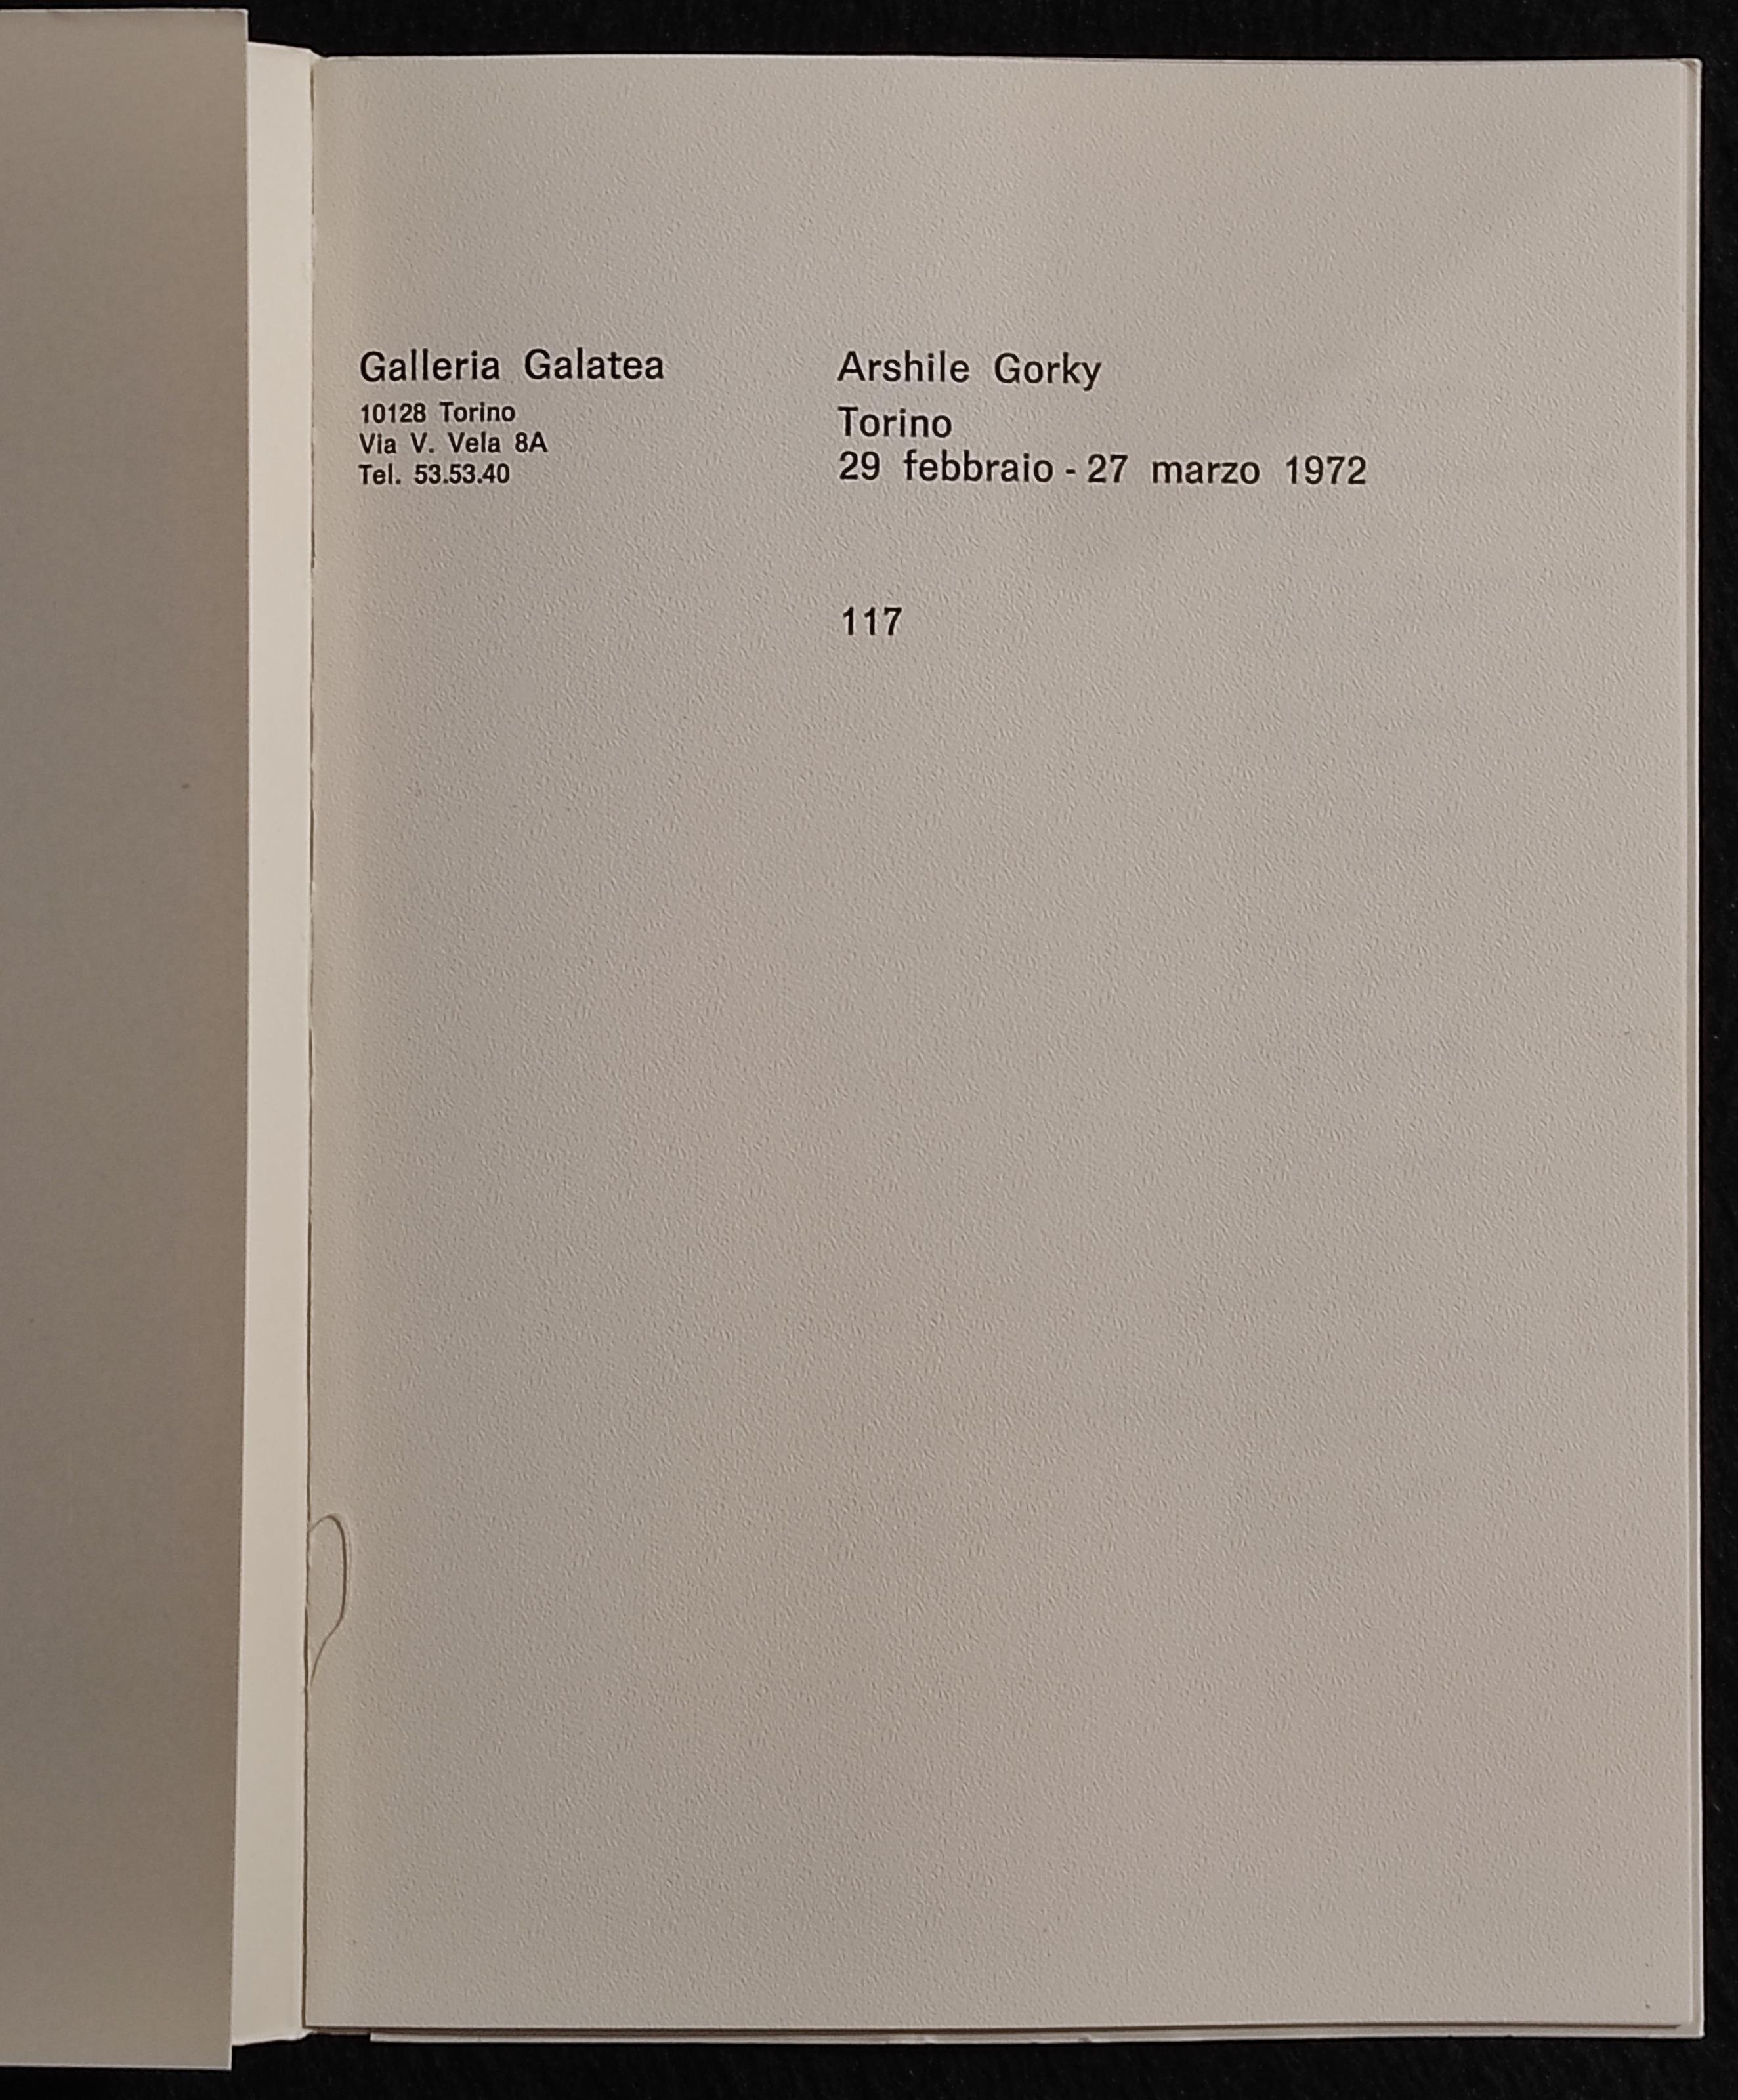 Galleria Galatea
10128 Torino
Via V. Vela 8A
Tel. 53.53.40
Arshile Gorky
Torino
29 febbraio - 27 marzo 1972
117